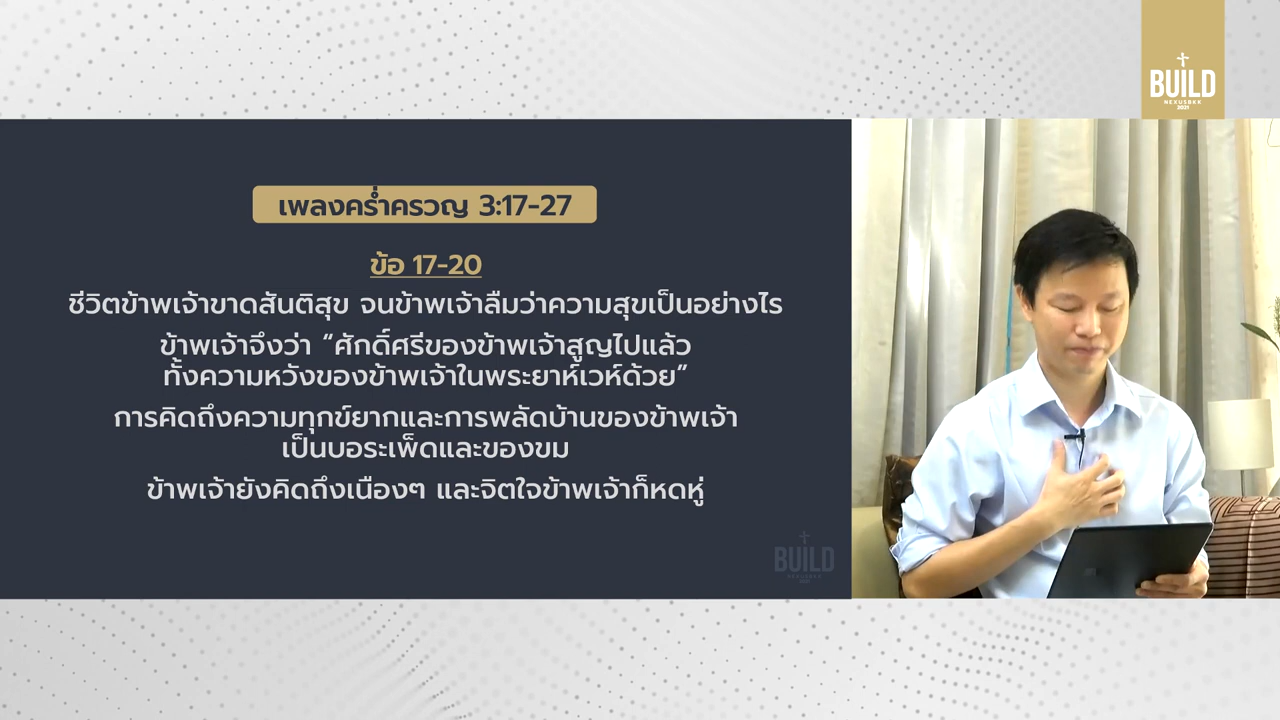 BUILD
NEXUSBKK
2021
เพลงคร่ำครวญ 3:17-27
ข้อ 17-20
ชีวิตข้าพเจ้าขาดสันติสุข จนข้าพเจ้าลืมว่าความสุขเป็นอย่างไร
ข้าพเจ้าจึงว่า “ศักดิ์ศรีของข้าพเจ้าสูญไปแล้ว
ทั้งความหวังของข้าพเจ้าในพระยาห์เวห์ด้วย”
การคิดถึงความทุกข์ยากและการพลัดบ้านของข้าพเจ้า
เป็นบอระเพ็ดและของขม
ข้าพเจ้ายังคิดถึงเนืองๆ และจิตใจข้าพเจ้าก็หดหู่
BUILD
NEXUSBKK
2021